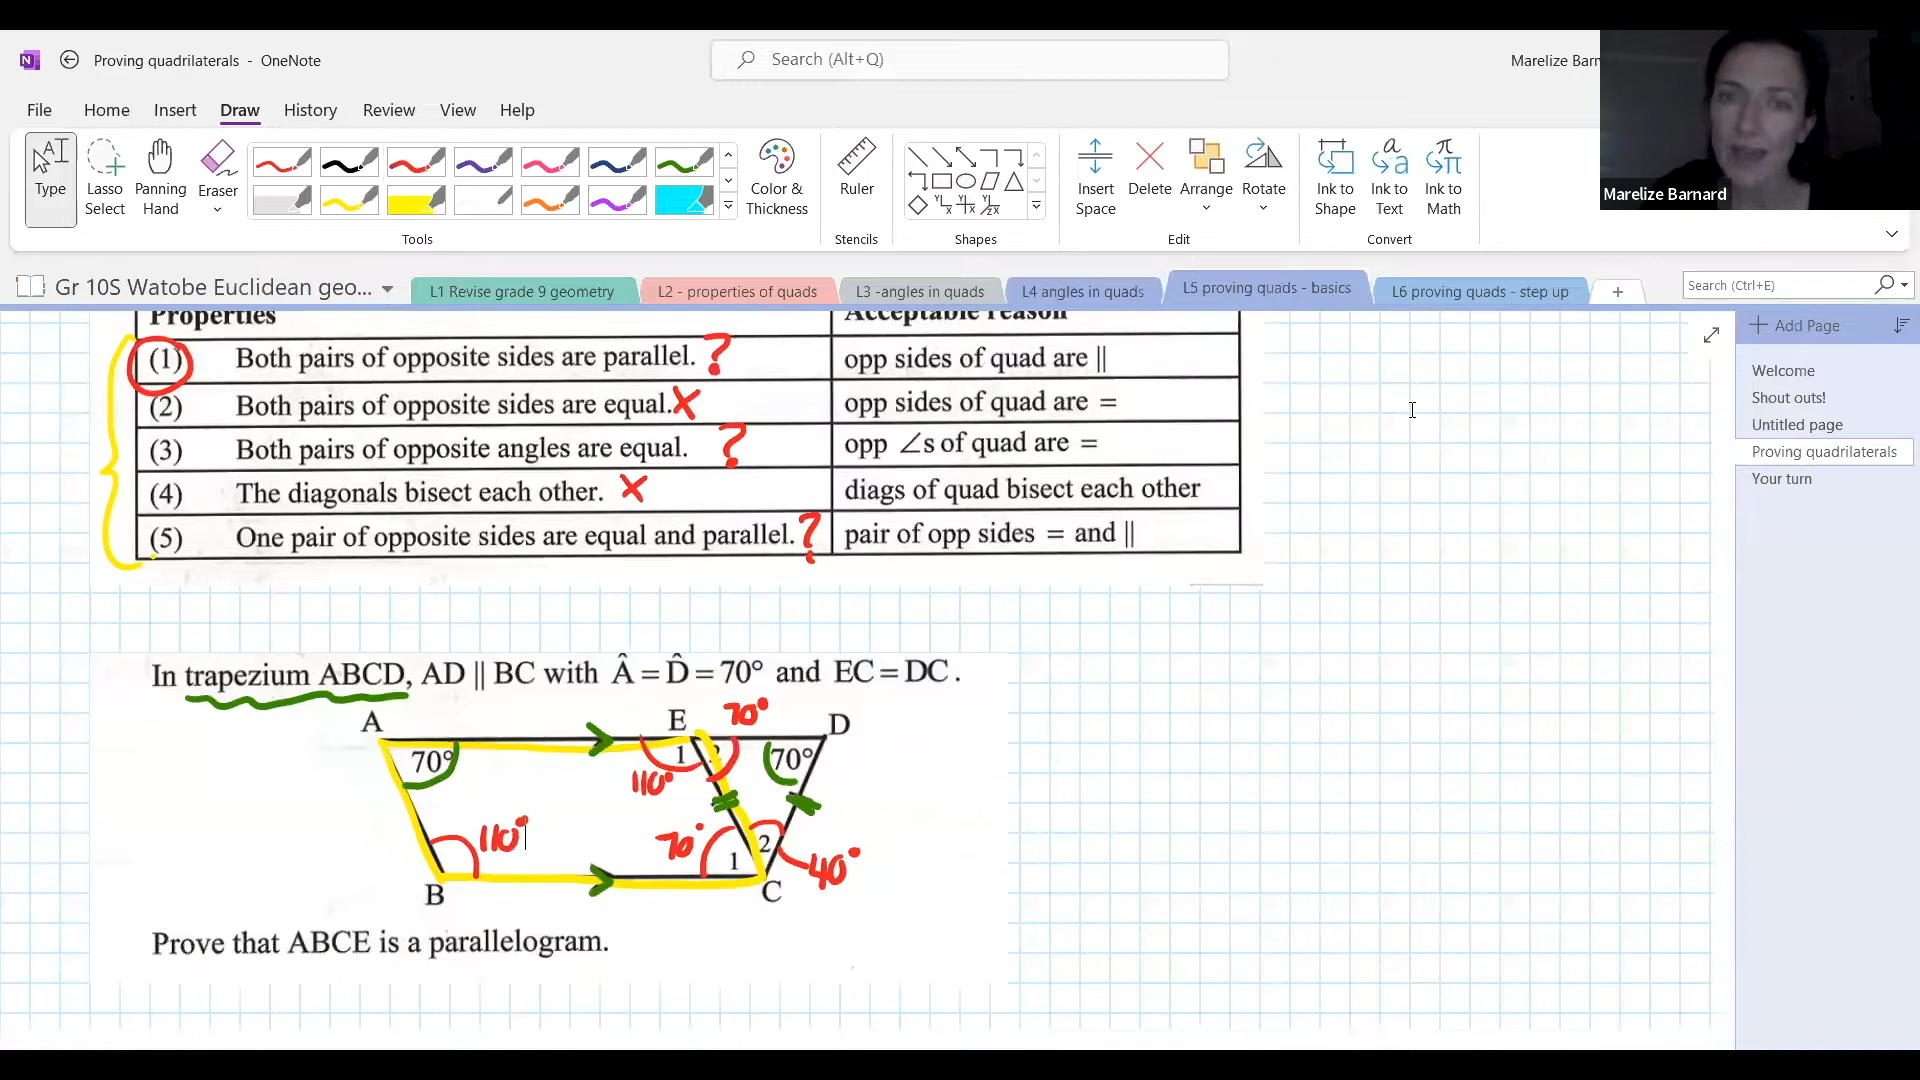 Proving quadrilaterals - OneNote
Search (Alt+Q)
Marelize Barn
Marelize Barnard
File Home Insert Draw History Review View Help
Type
Lasso Select
Panning Hand
Eraser
Color & Thickness
Ruler
Insert Space
Delete
Arrange
Rotate
Ink to Shape
Ink to Text
Ink to Math
Tools Stencils Shapes Edit Convert
Gr 10S Watobe Euclidean geo...
L1 Revise grade 9 geometry
L2 - properties of quads
L3 -angles in quads
L4 angles in quads
L5 proving quads - basics
L6 proving quads - step up
Search (Ctrl+E)
Add Page
Welcome
Shout outs!
Untitled page
Proving quadrilaterals
Your turn
Properties Acceptable reason
(1) Both pairs of opposite sides are parallel. ? opp sides of quad are ||
(2) Both pairs of opposite sides are equal. X opp sides of quad are =
(3) Both pairs of opposite angles are equal. ? opp ∠s of quad are =
(4) The diagonals bisect each other. X diags of quad bisect each other
(5) One pair of opposite sides are equal and parallel. ? pair of opp sides = and ||
In trapezium ABCD, AD || BC with Â = D̂ = 70° and EC = DC.
A E 70° D
70° 1 2 70°
110°
110° 70° 1 2 40°
B C
Prove that ABCE is a parallelogram.